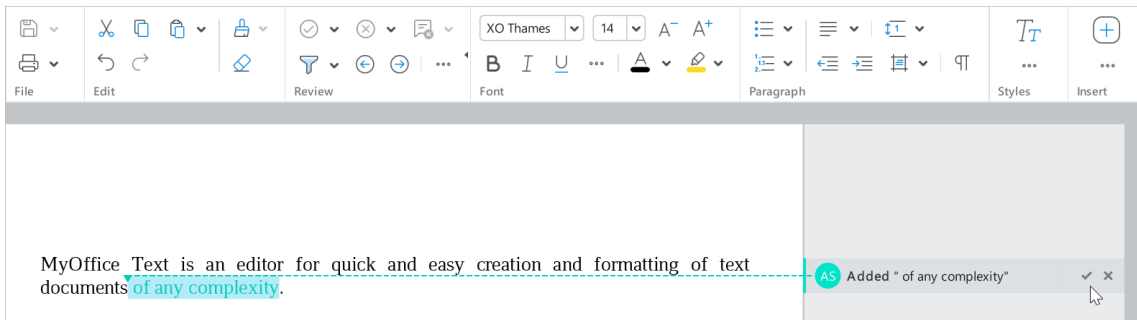 XO Thames 14 A- A+
B I U A
File Edit Review Font Paragraph Styles Insert
MyOffice Text is an editor for quick and easy creation and formatting of text
documents of any complexity.
AS Added " of any complexity"